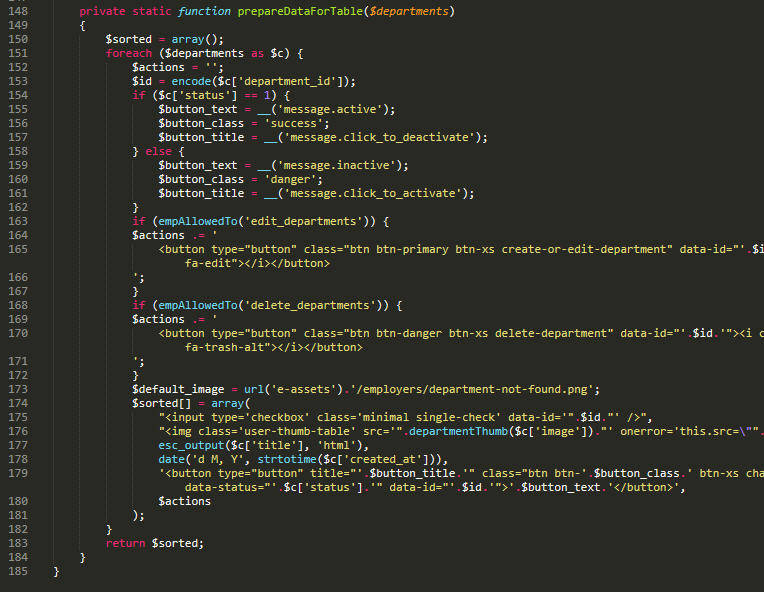 148 private static function prepareDataForTable($departments)
149 {
150 $sorted = array();
151 foreach ($departments as $c) {
152 $actions = '';
153 $id = encode($c['department_id']);
154 if ($c['status'] == 1) {
155 $button_text = __('message.active');
156 $button_class = 'success';
157 $button_title = __('message.click_to_deactivate');
158 } else {
159 $button_text = __('message.inactive');
160 $button_class = 'danger';
161 $button_title = __('message.click_to_activate');
162 }
163 if (empAllowedTo('edit_departments')) {
164 $actions .= '
165 <button type="button" class="btn btn-primary btn-xs create-or-edit-department" data-id="'.$i
fa-edit"></i></button>
166 ';
167 }
168 if (empAllowedTo('delete_departments')) {
169 $actions .= '
170 <button type="button" class="btn btn-danger btn-xs delete-department" data-id="'.$id.'"><i c
fa-trash-alt"></i></button>
171 ';
172 }
173 $default_image = url('e-assets').'/employers/department-not-found.png';
174 $sorted[] = array(
175 "<input type='checkbox' class='minimal single-check' data-id='".$id."' />",
176 "<img class='user-thumb-table' src='".departmentThumb($c['image'])."' onerror='this.src=\"".
177 esc_output($c['title'], 'html'),
178 date('d M, Y', strtotime($c['created_at'])),
179 '<button type="button" title="'.$button_title.'" class="btn btn-'.$button_class.' btn-xs cha
data-status="'.$c['status'].'" data-id="'.$id.'">'.$button_text.'</button>',
180 $actions
181 );
182 }
183 return $sorted;
184 }
185 }